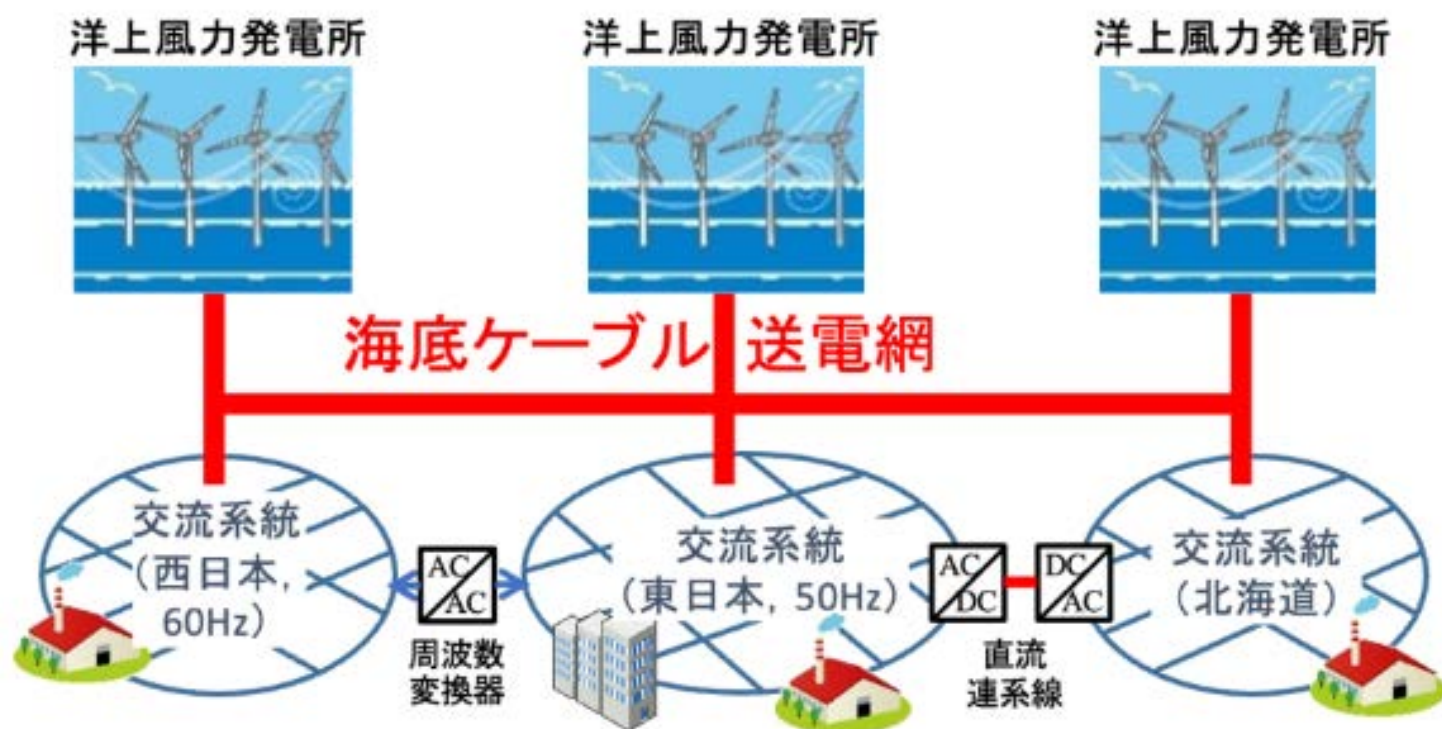 洋上風力発電所
洋上風力発電所
洋上風力発電所
海底ケーブル送電網
交流系統
(西日本,
60Hz)
AC
AC
周波数
変換器
交流系統
(東日本, 50Hz)
AC
DC
DC
AC
直流
連系線
交流系統
(北海道)